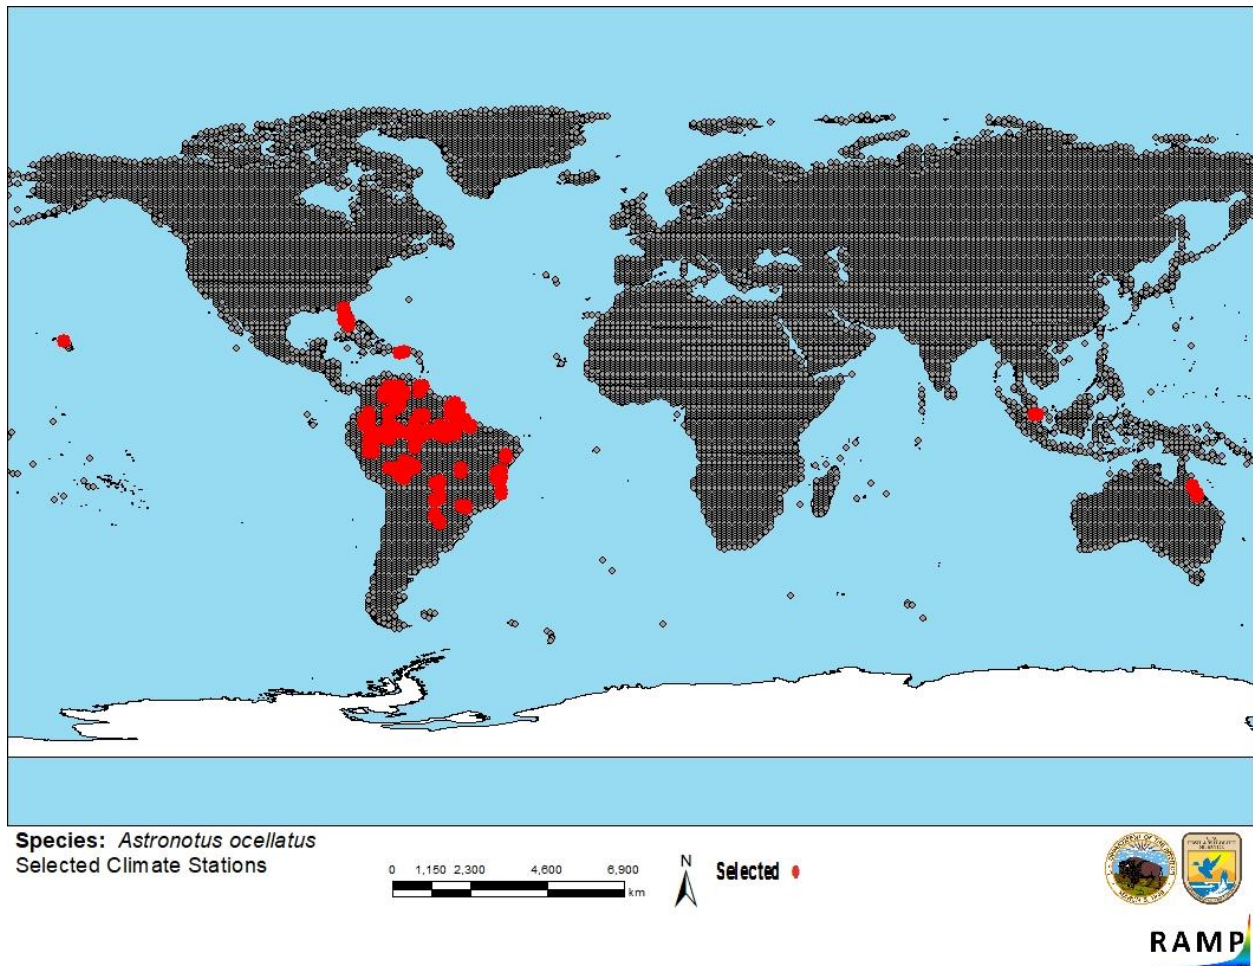 Species: Astronotus ocellatus
Selected Climate Stations
0 1,150 2,300 4,600 6,900
km
N
Selected
RAMP